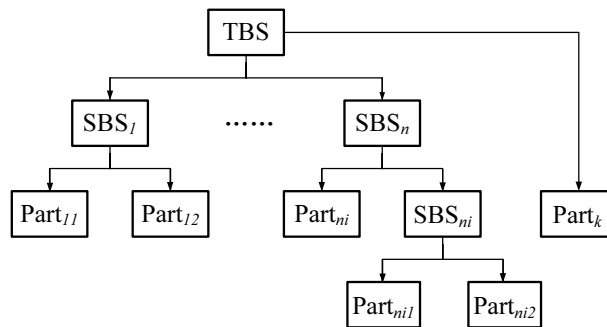 TBS
SBS1 …… SBSn
Part11 Part12 Partni SBSni Partk
Partni1 Partni2